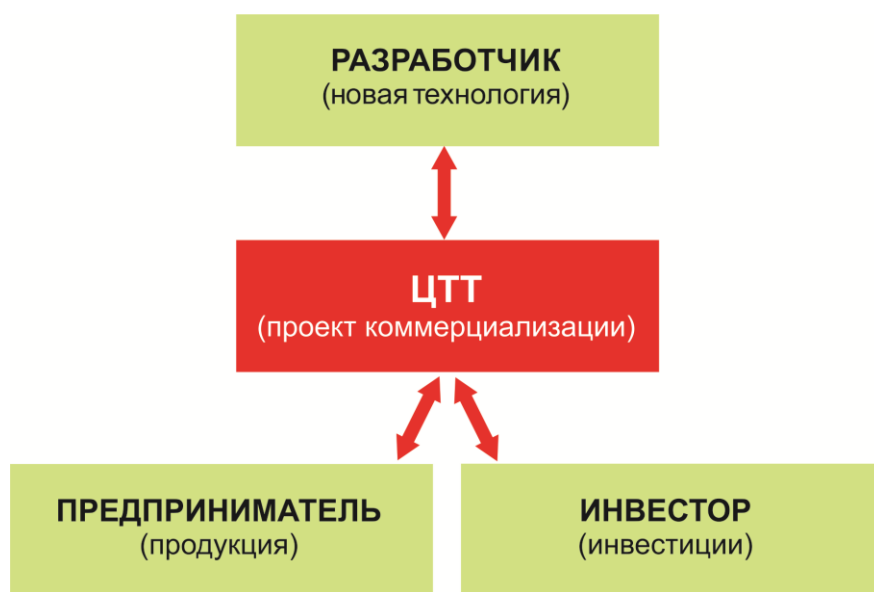 РАЗРАБОТЧИК
(новая технология)
ЦТТ
(проект коммерциализации)
ПРЕДПРИНИМАТЕЛЬ
(продукция)
ИНВЕСТОР
(инвестиции)